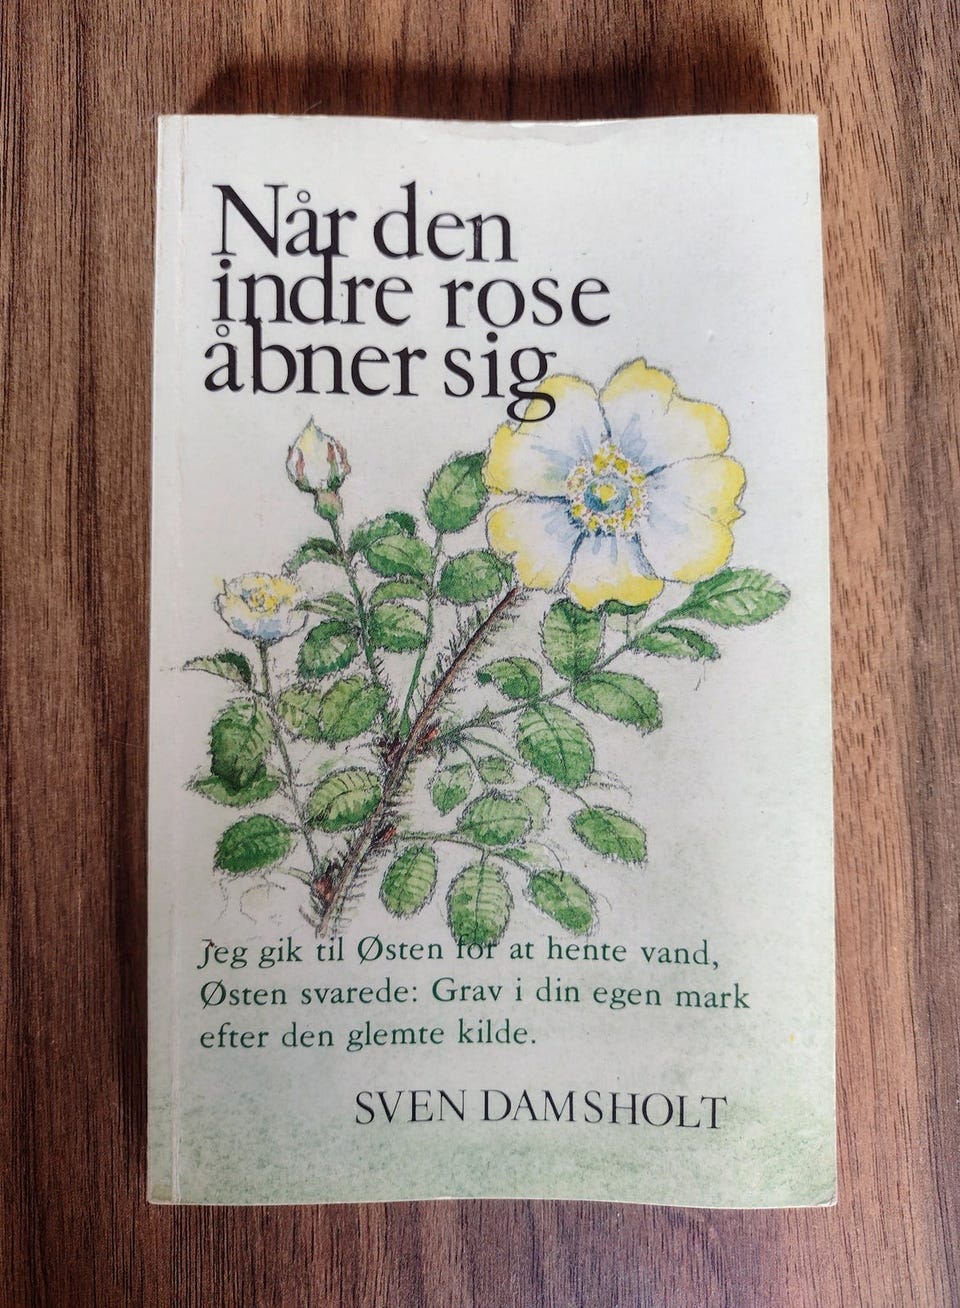 Når den
indre rose
åbner sig
Jeg gik til Østen for at hente vand,
Østen svarede: Grav i din egen mark
efter den glemte kilde.
SVEN DAMSHOLT